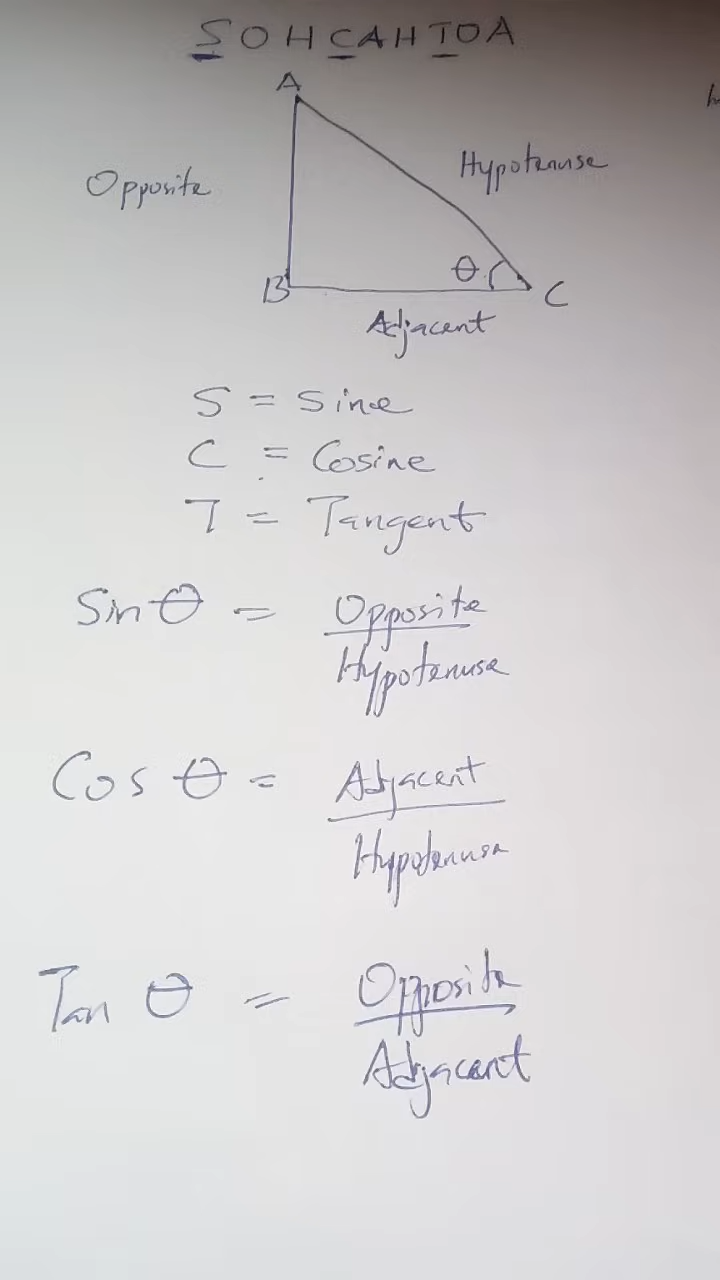 SOHCAHTOA
A
Opposite
Hypotenuse
θ
B
C
Adjacent
S = Sine
C = Cosine
T = Tangent
Sin θ = Opposite
Hypotenuse
Cos θ = Adjacent
Hypotenuse
Tan θ = Opposite
Adjacent